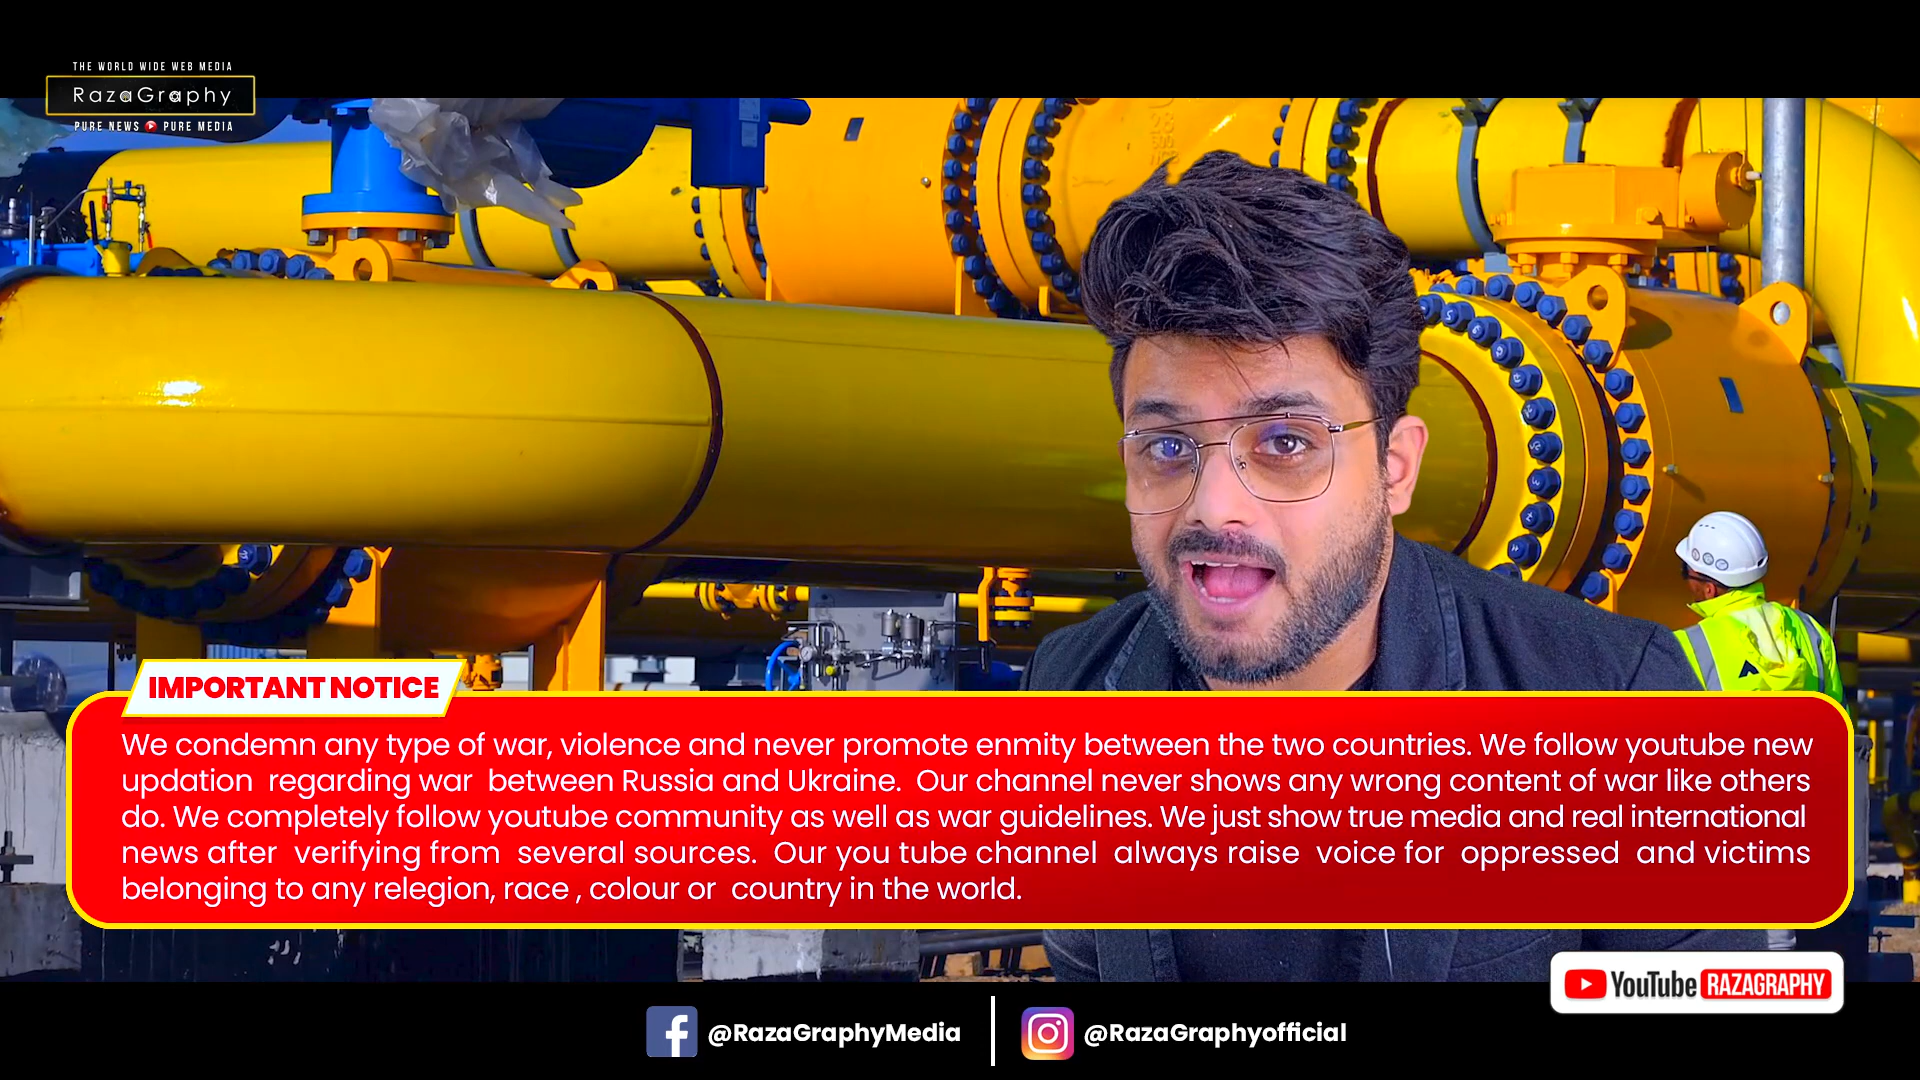 THE WORLD WIDE WEB MEDIA
RazaGraphy
PURE NEWS PURE MEDIA
IMPORTANT NOTICE
We condemn any type of war, violence and never promote enmity between the two countries. We follow youtube new
updation regarding war between Russia and Ukraine. Our channel never shows any wrong content of war like others
do. We completely follow youtube community as well as war guidelines. We just show true media and real international
news after verifying from several sources. Our you tube channel always raise voice for oppressed and victims
belonging to any relegion, race , colour or country in the world.
YouTube RAZAGRAPHY
@RazaGraphyMedia
@RazaGraphyofficial